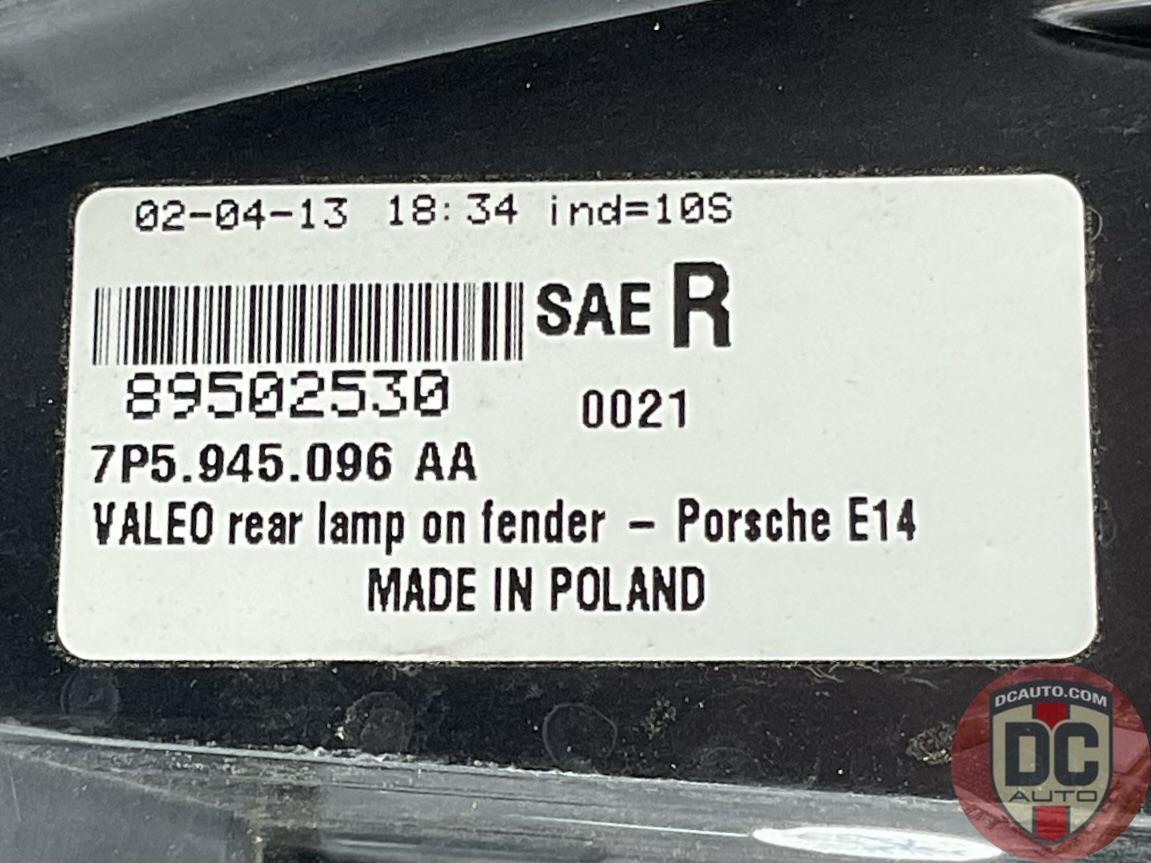 02-04-13 18:34 ind=10S
SAE R
89502530
0021
7P5.945.096 AA
VALEO rear lamp on fender – Porsche E14
MADE IN POLAND
DCAUTO.COM
DC
AUTO